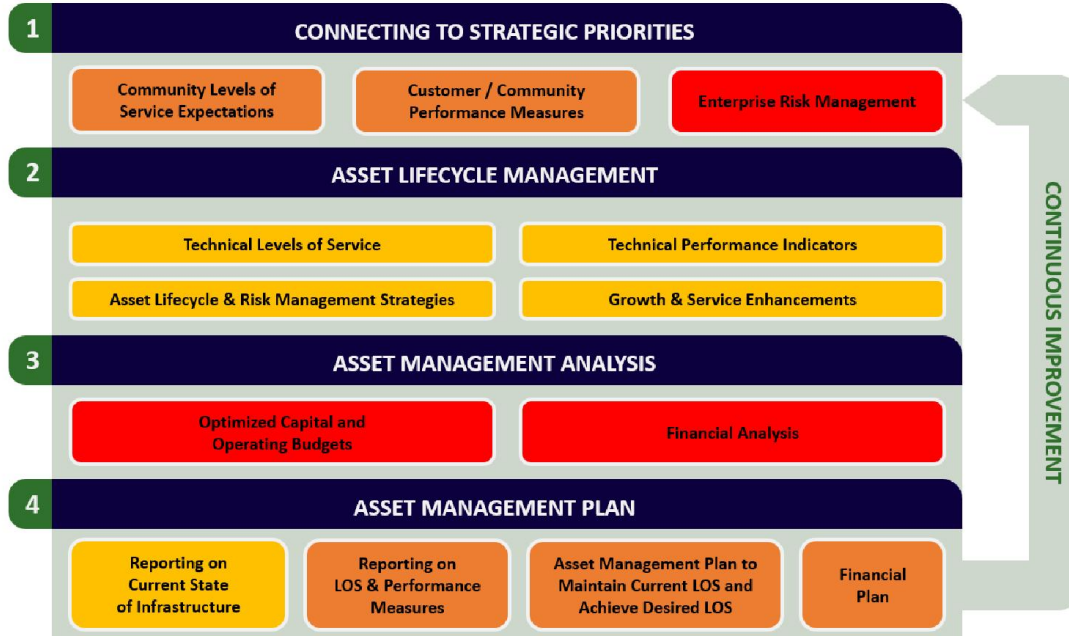 1
CONNECTING TO STRATEGIC PRIORITIES
Community Levels of
Service Expectations
Customer / Community
Performance Measures
Enterprise Risk Management
2
ASSET LIFECYCLE MANAGEMENT
Technical Levels of Service
Technical Performance Indicators
Asset Lifecycle & Risk Management Strategies
Growth & Service Enhancements
3
ASSET MANAGEMENT ANALYSIS
Optimized Capital and
Operating Budgets
Financial Analysis
4
ASSET MANAGEMENT PLAN
Reporting on
Current State
of Infrastructure
Reporting on
LOS & Performance
Measures
Asset Management Plan to
Maintain Current LOS and
Achieve Desired LOS
Financial
Plan
CONTINUOUS IMPROVEMENT